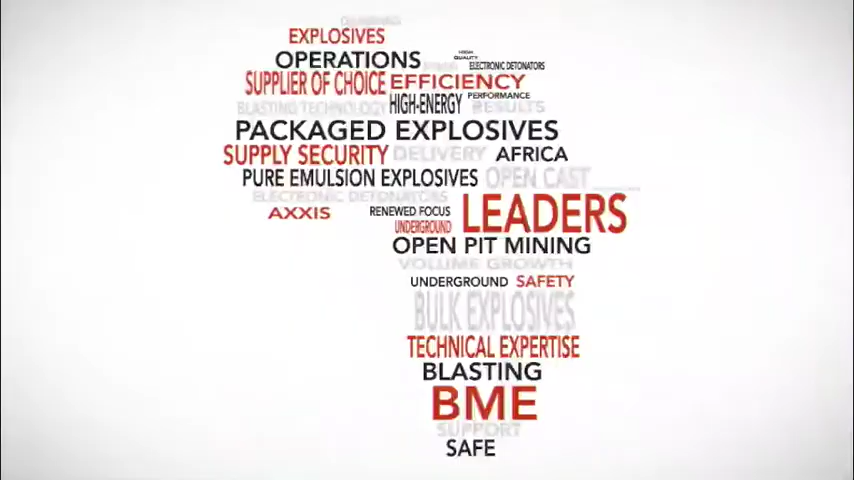 EXPLOSIVES
OPERATIONS
HIGH
QUALITY
ELECTRONIC DETONATORS
SUPPLIER OF CHOICE EFFICIENCY
PERFORMANCE
BLASTING TECHNOLOGY HIGH-ENERGY RESULTS
PACKAGED EXPLOSIVES
SUPPLY SECURITY DELIVERY AFRICA
PURE EMULSION EXPLOSIVES OPEN CAST
ELECTRONIC DETONATORS
AXXIS RENEWED FOCUS LEADERS
UNDERGROUND
OPEN PIT MINING
VOLUME GROWTH
UNDERGROUND SAFETY
BULK EXPLOSIVES
TECHNICAL EXPERTISE
BLASTING
BME
SUPPORT
SAFE